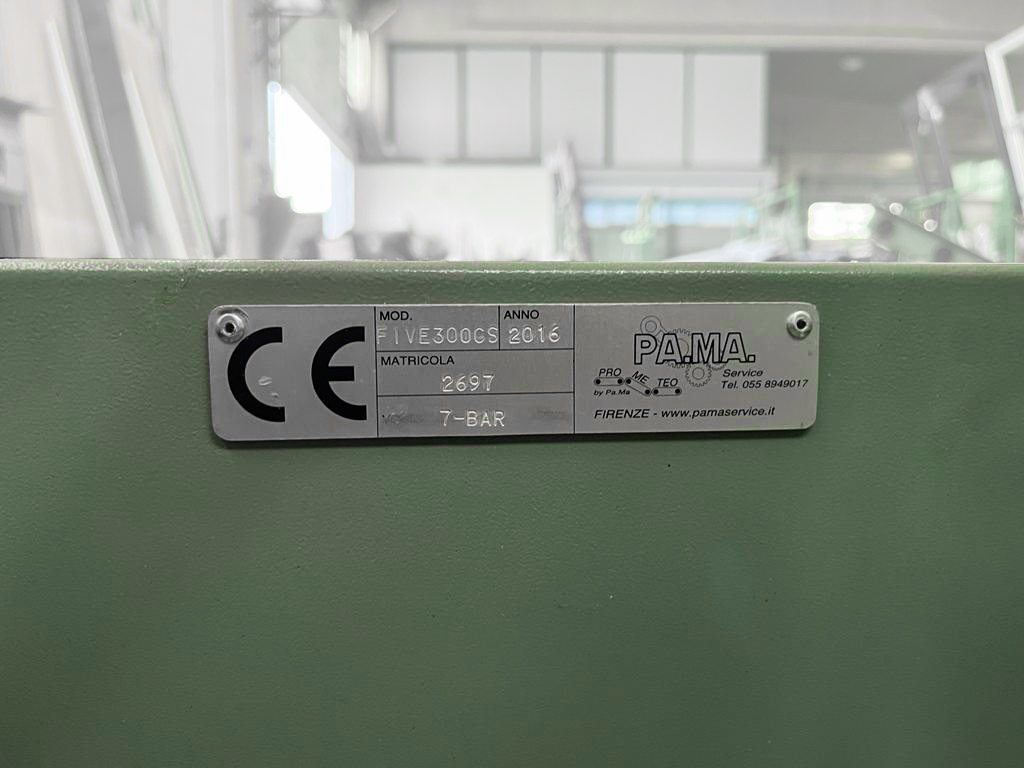 CE
MOD.
FIVE300GS
ANNO
2016
MATRICOLA
2697
7-BAR
PA.MA.
Service
Tel. 055 8949017
PRO
ME
TEO
by Pa.Ma
FIRENZE - www.pamaservice.it